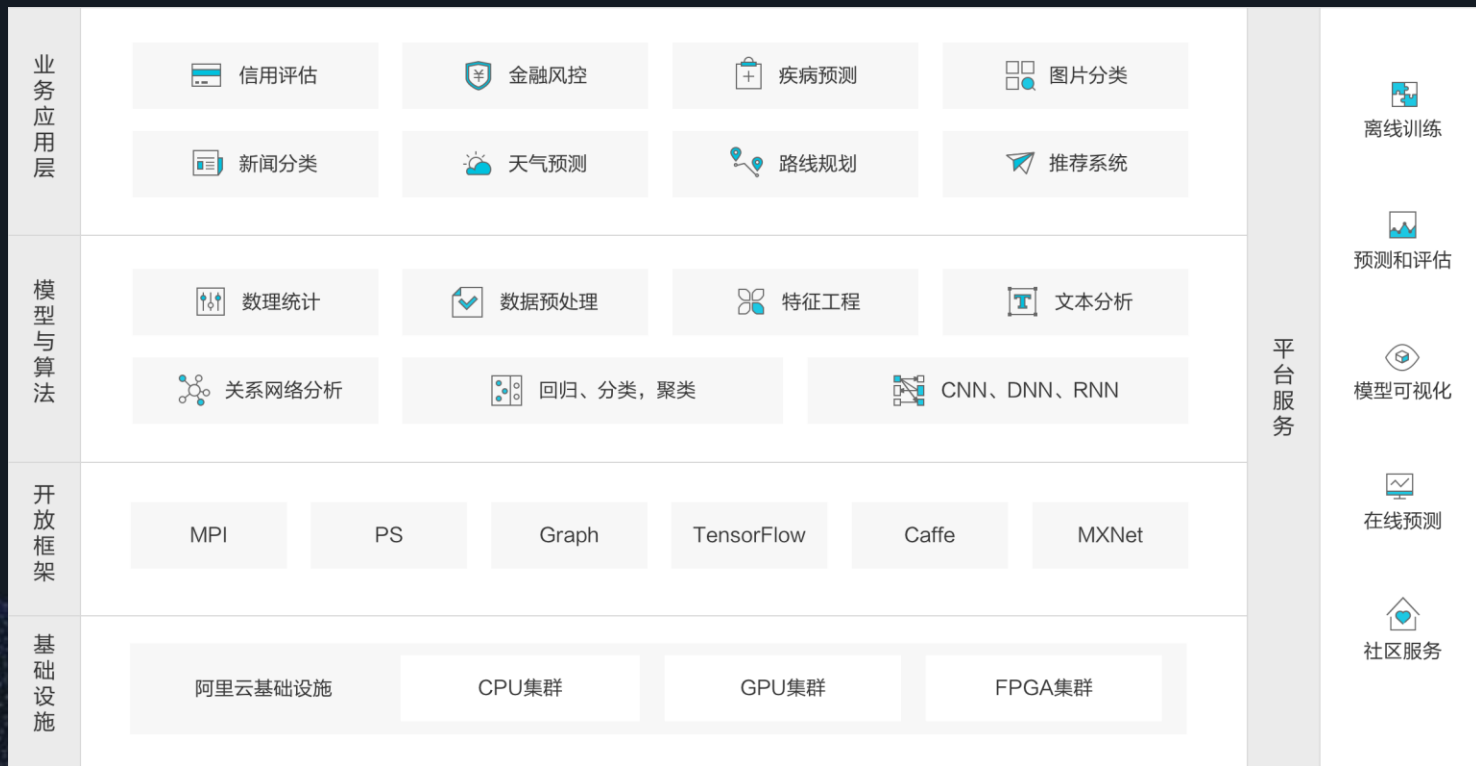 业务应用层
信用评估
金融风控
疾病预测
图片分类
新闻分类
天气预测
路线规划
推荐系统
模型与算法
数理统计
数据预处理
特征工程
文本分析
关系网络分析
回归、分类，聚类
CNN、DNN、RNN
开放框架
MPI
PS
Graph
TensorFlow
Caffe
MXNet
基础设施
阿里云基础设施
CPU集群
GPU集群
FPGA集群
平台服务
离线训练
预测和评估
模型可视化
在线预测
社区服务